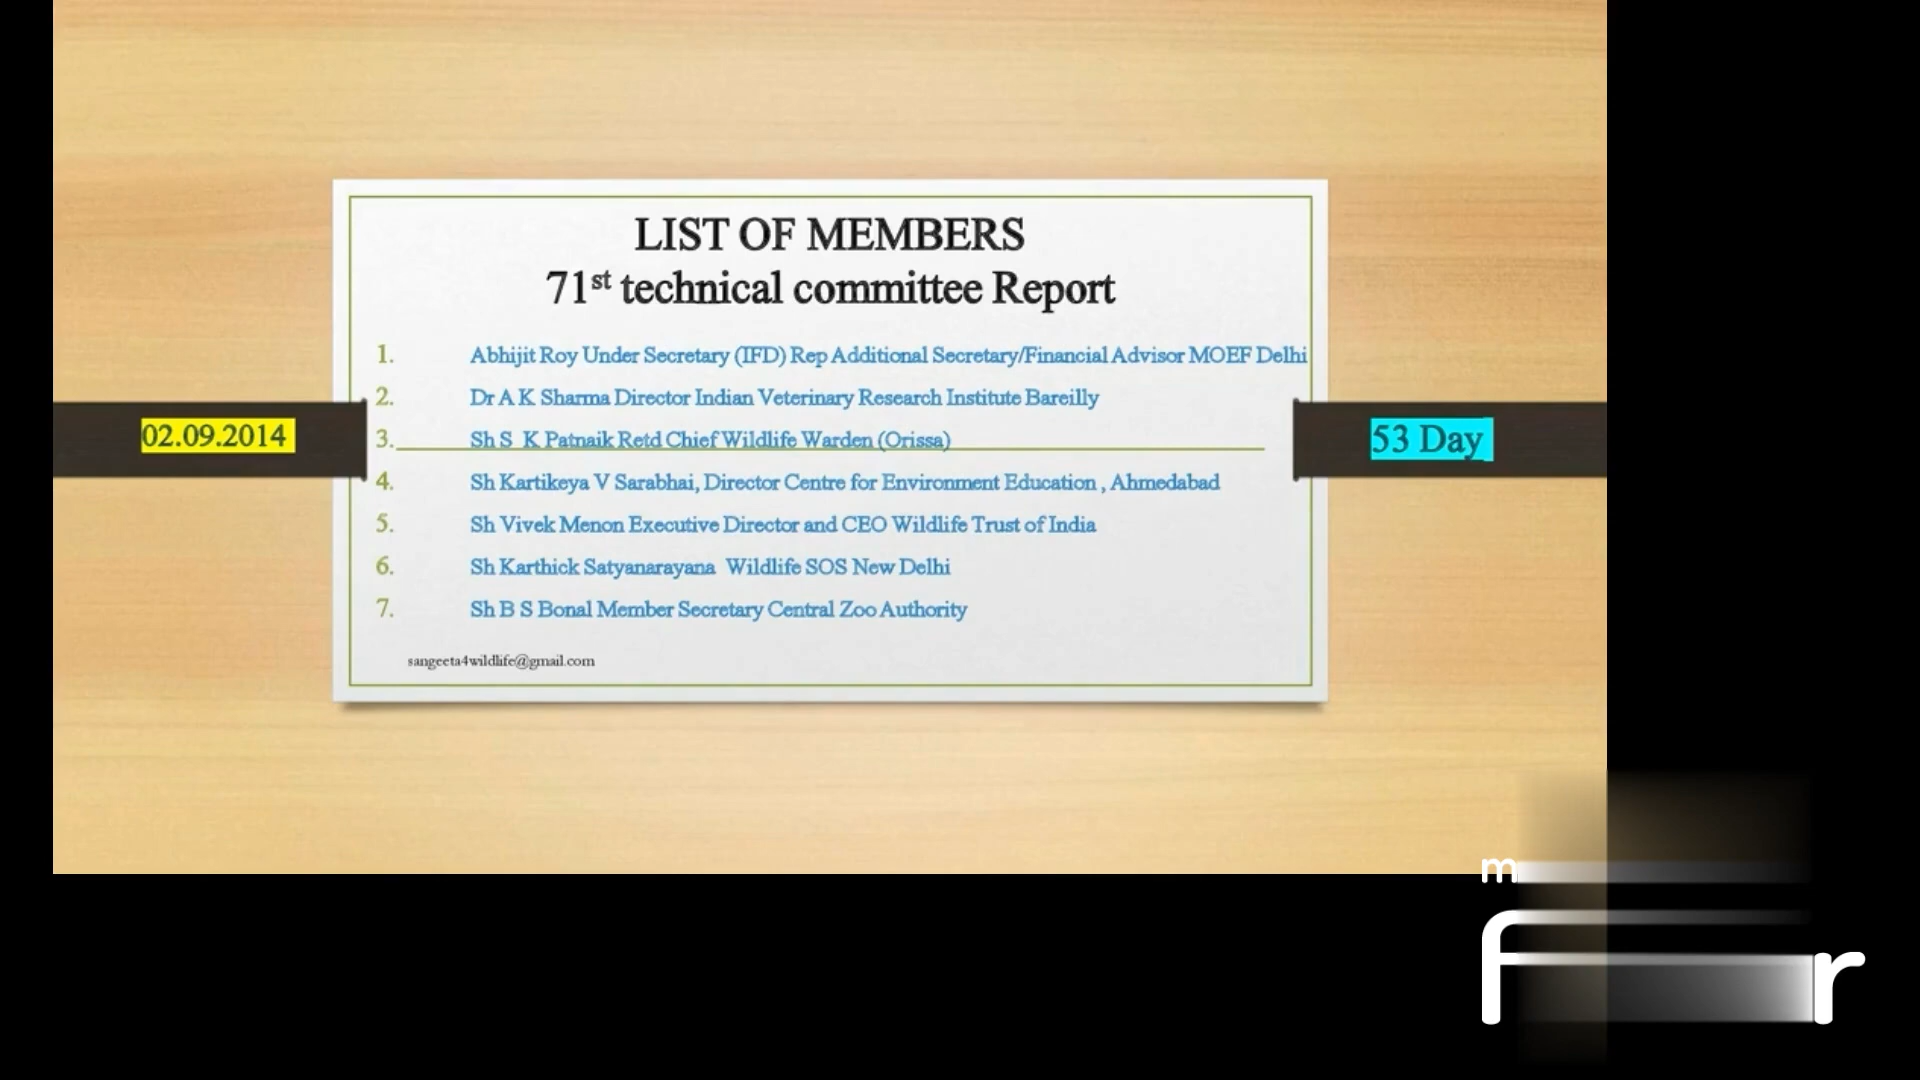 LIST OF MEMBERS
71st technical committee Report
1. Abhijit Roy Under Secretary (IFD) Rep Additional Secretary/Financial Advisor MOEF Delhi
2. Dr A K Sharma Director Indian Veterinary Research Institute Bareilly
02.09.2014
3. Sh S K Patnaik Retd Chief Wildlife Warden (Orissa)
53 Day
4. Sh Kartikeya V Sarabhai, Director Centre for Environment Education , Ahmedabad
5. Sh Vivek Menon Executive Director and CEO Wildlife Trust of India
6. Sh Karthick Satyanarayana Wildlife SOS New Delhi
7. Sh B S Bonal Member Secretary Central Zoo Authority
sangeeta4wildlife@gmail.com